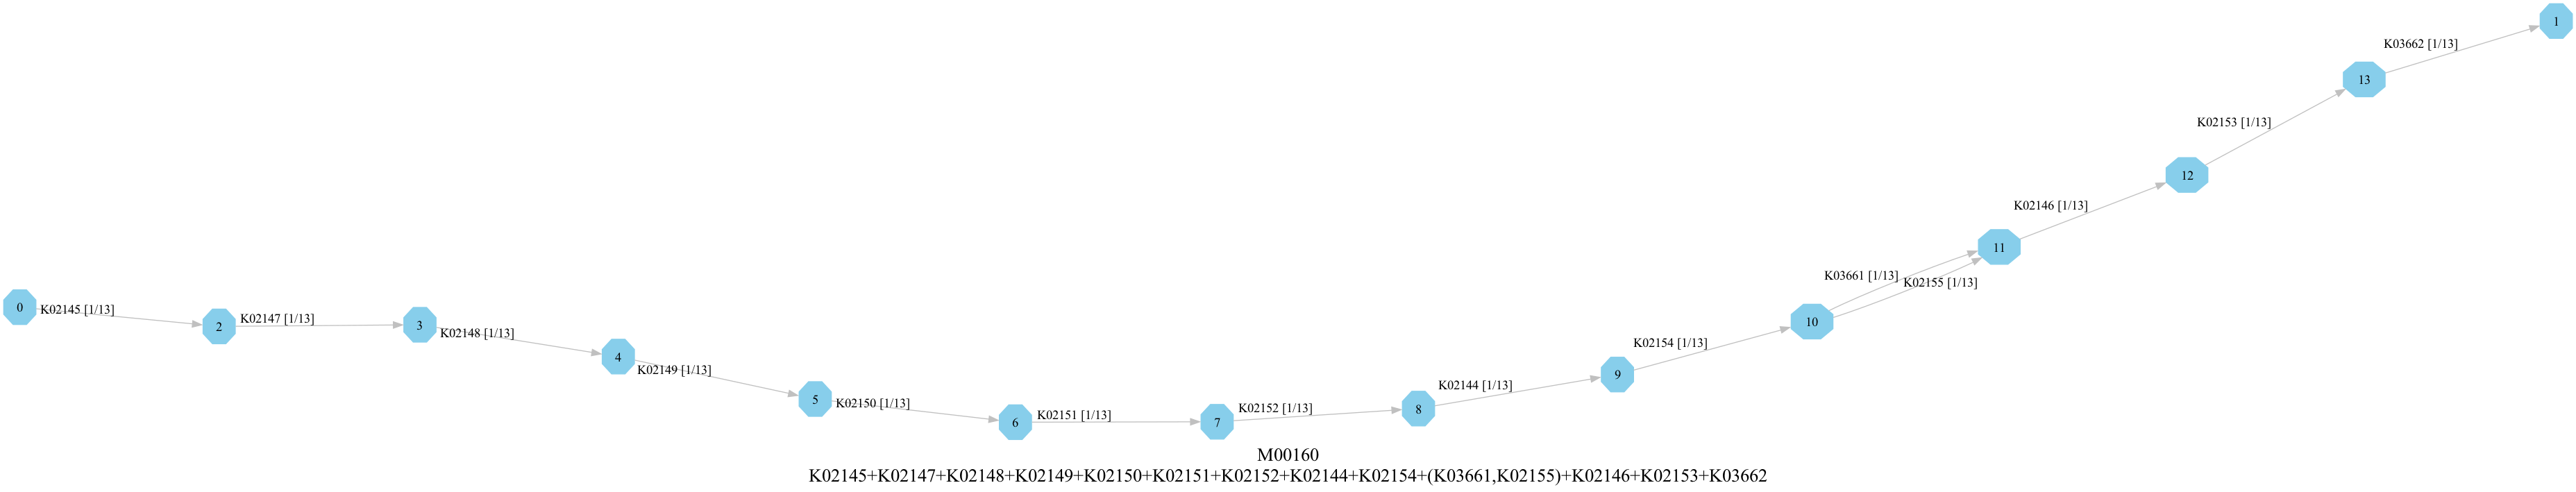 0
K02145 [1/13]
2
K02147 [1/13]
3
K02148 [1/13]
4
K02149 [1/13]
5
K02150 [1/13]
6
K02151 [1/13]
7
K02152 [1/13]
8
K02144 [1/13]
9
K02154 [1/13]
10
K03661 [1/13]
K02155 [1/13]
11
K02146 [1/13]
12
K02153 [1/13]
13
K03662 [1/13]
1
M00160
K02145+K02147+K02148+K02149+K02150+K02151+K02152+K02144+K02154+(K03661,K02155)+K02146+K02153+K03662